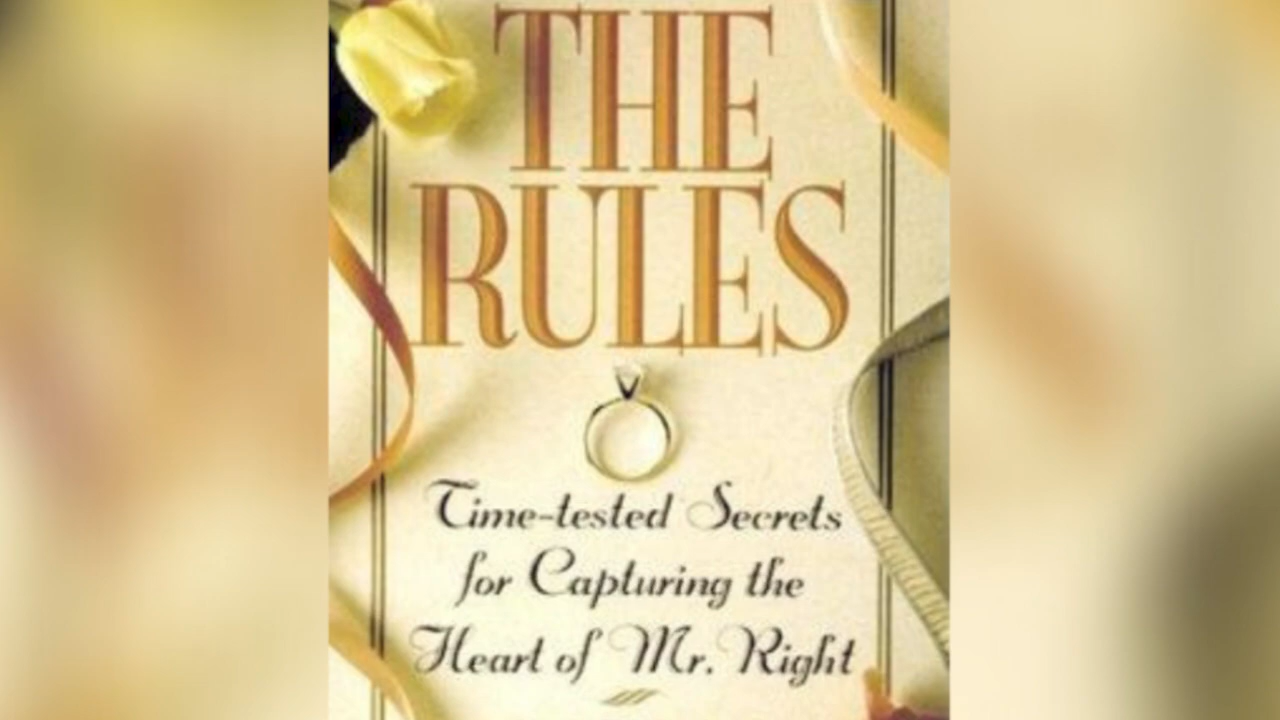 THE
RULES
Time-tested Secrets
for Capturing the
Heart of Mr. Right